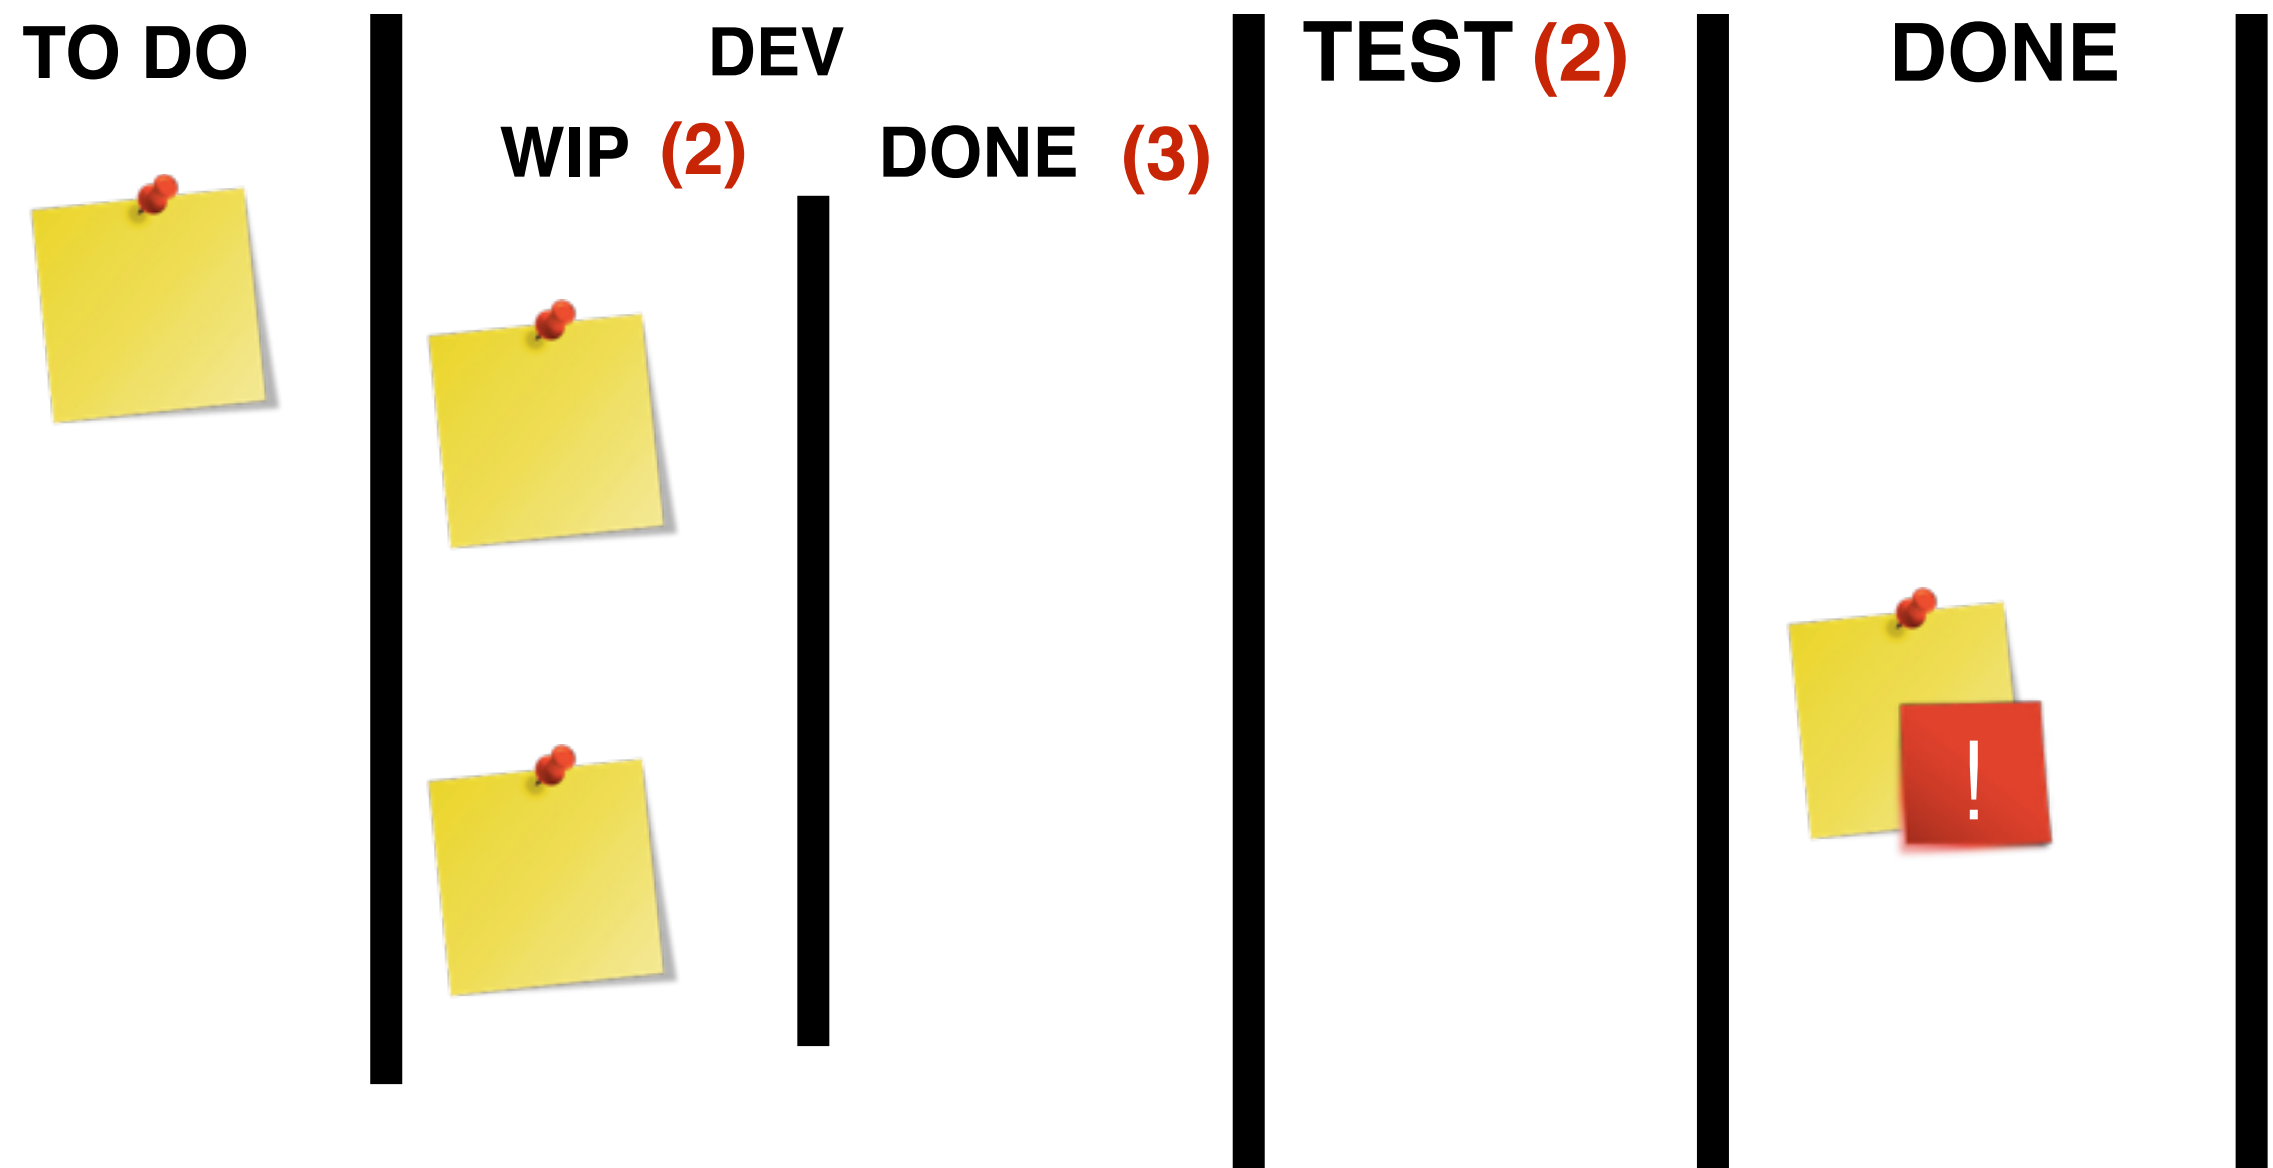 TO DO
DEV
TEST (2)
DONE
WIP (2)
DONE (3)
!